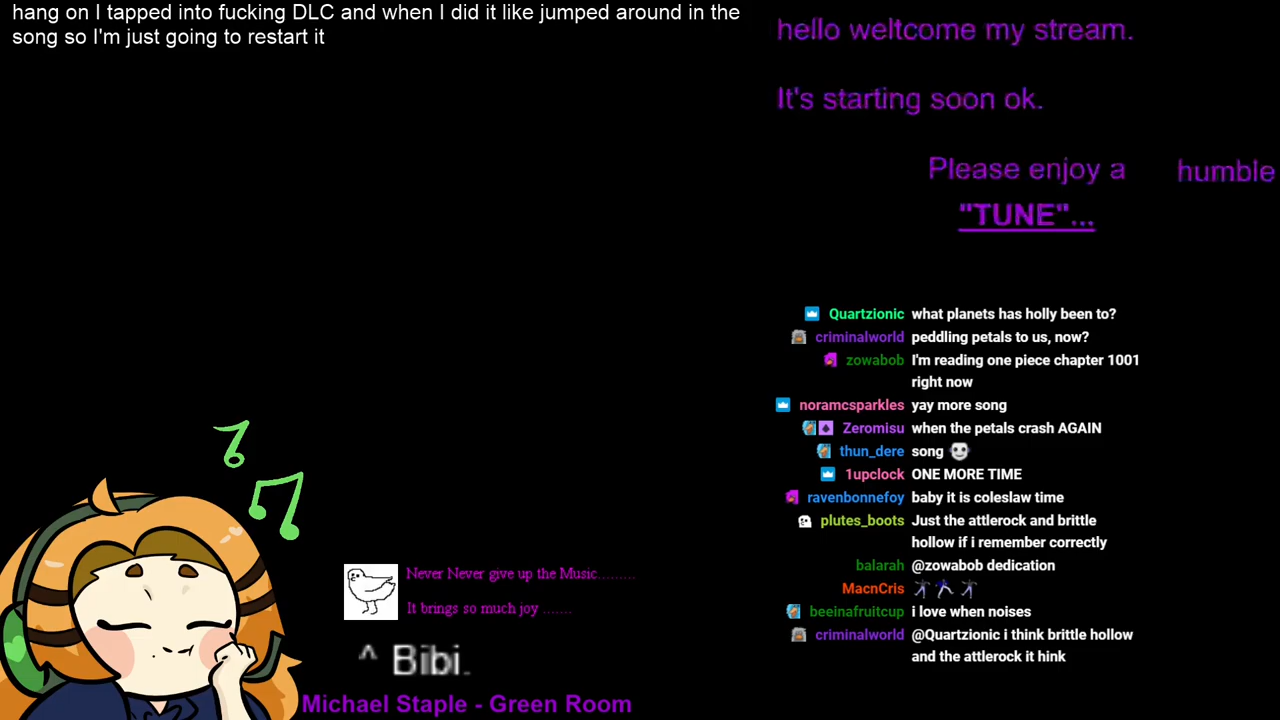 hang on I tapped into fucking DLC and when I did it like jumped around in the
song so I'm just going to restart it
hello weltcome my stream.
It's starting soon ok.
Please enjoy a humble
"TUNE"...
Quartzionic what planets has holly been to?
criminalworld peddling petals to us, now?
zowabob I'm reading one piece chapter 1001
right now
noramcsparkles yay more song
Zeromisu when the petals crash AGAIN
thun_dere song
1upclock ONE MORE TIME
ravenbonnefoy baby it is coleslaw time
plutes_boots Just the attlerock and brittle
hollow if i remember correctly
balarah @zowabob dedication
MacnCris
beeinafruitcup i love when noises
criminalworld @Quartzionic i think brittle hollow
and the attlerock it hink
Never Never give up the Music.........
It brings so much joy .......
^ Bibi.
Michael Staple - Green Room